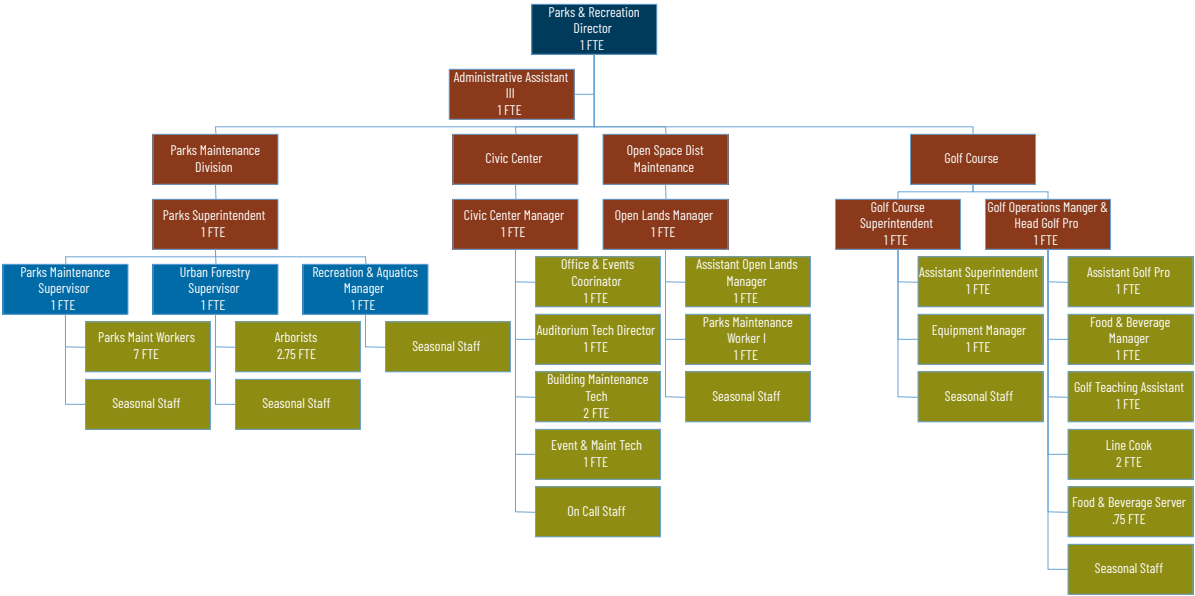 Parks & Recreation
Director
1 FTE
Administrative Assistant
III
1 FTE
Parks Maintenance
Division
Civic Center
Open Space Dist
Maintenance
Golf Course
Parks Superintendent
1 FTE
Civic Center Manager
1 FTE
Open Lands Manager
1 FTE
Golf Course
Superintendent
1 FTE
Golf Operations Manger &
Head Golf Pro
1 FTE
Parks Maintenance
Supervisor
1 FTE
Urban Forestry
Supervisor
1 FTE
Recreation & Aquatics
Manager
1 FTE
Parks Maint Workers
7 FTE
Seasonal Staff
Arborists
2.75 FTE
Seasonal Staff
Seasonal Staff
Office & Events
Coorinator
1 FTE
Auditorium Tech Director
1 FTE
Building Maintenance
Tech
2 FTE
Event & Maint Tech
1 FTE
On Call Staff
Assistant Open Lands
Manager
1 FTE
Parks Maintenance
Worker I
1 FTE
Seasonal Staff
Assistant Superintendent
1 FTE
Equipment Manager
1 FTE
Seasonal Staff
Assistant Golf Pro
1 FTE
Food & Beverage
Manager
1 FTE
Golf Teaching Assistant
1 FTE
Line Cook
2 FTE
Food & Beverage Server
.75 FTE
Seasonal Staff